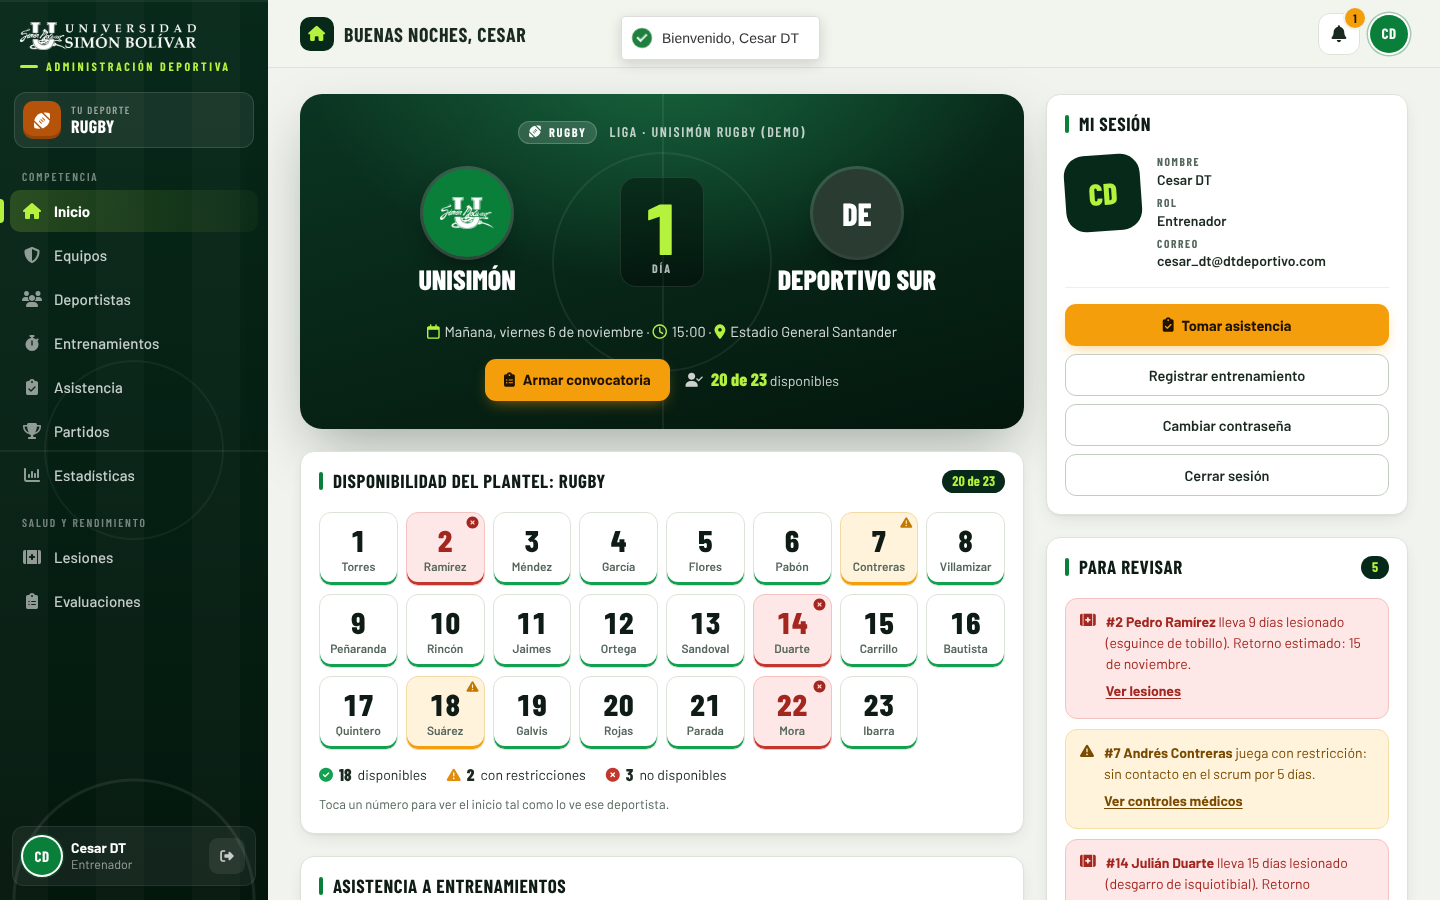 UNIVERSIDAD
SIMÓN BOLÍVAR
ADMINISTRACIÓN DEPORTIVA
TU DEPORTE
RUGBY
COMPETENCIA
Inicio
Equipos
Deportistas
Entrenamientos
Asistencia
Partidos
Estadísticas
SALUD Y RENDIMIENTO
Lesiones
Evaluaciones
CD
Cesar DT
Entrenador
BUENAS NOCHES, CESAR
Bienvenido, Cesar DT
1
CD
RUGBY LIGA · UNISIMÓN RUGBY (DEMO)
UNISIMÓN
1
DÍA
DE
DEPORTIVO SUR
Mañana, viernes 6 de noviembre · 15:00 · Estadio General Santander
Armar convocatoria
20 de 23 disponibles
DISPONIBILIDAD DEL PLANTEL: RUGBY
20 de 23
1 2 3 4 5 6 7 8
Torres Ramírez Méndez García Flores Pabón Contreras Villamizar
9 10 11 12 13 14 15 16
Peñaranda Rincón Jaimes Ortega Sandoval Duarte Carrillo Bautista
17 18 19 20 21 22 23
Quintero Suárez Galvis Rojas Parada Mora Ibarra
18 disponibles 2 con restricciones 3 no disponibles
Toca un número para ver el inicio tal como lo ve ese deportista.
ASISTENCIA A ENTRENAMIENTOS
MI SESIÓN
CD
NOMBRE
Cesar DT
ROL
Entrenador
CORREO
cesar_dt@dtdeportivo.com
Tomar asistencia
Registrar entrenamiento
Cambiar contraseña
Cerrar sesión
PARA REVISAR
5
#2 Pedro Ramírez lleva 9 días lesionado
(esguince de tobillo). Retorno estimado: 15
de noviembre.
Ver lesiones
#7 Andrés Contreras juega con restricción:
sin contacto en el scrum por 5 días.
Ver controles médicos
#14 Julián Duarte lleva 15 días lesionado
(desgarro de isquiotibial). Retorno